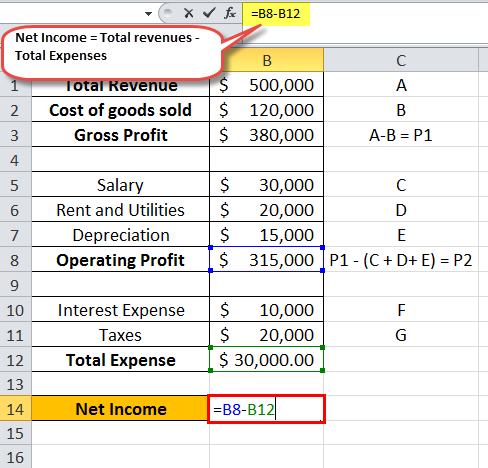 fx =B8-B12
Net Income = Total revenues -
Total Expenses
B C
1 Total Revenue $ 500,000 A
2 Cost of goods sold $ 120,000 B
3 Gross Profit $ 380,000 A-B = P1
4
5 Salary $ 30,000 C
6 Rent and Utilities $ 20,000 D
7 Depreciation $ 15,000 E
8 Operating Profit $ 315,000 P1 - (C + D+ E) = P2
9
10 Interest Expense $ 10,000 F
11 Taxes $ 20,000 G
12 Total Expense $ 30,000.00
13
14 Net Income =B8-B12
15
16